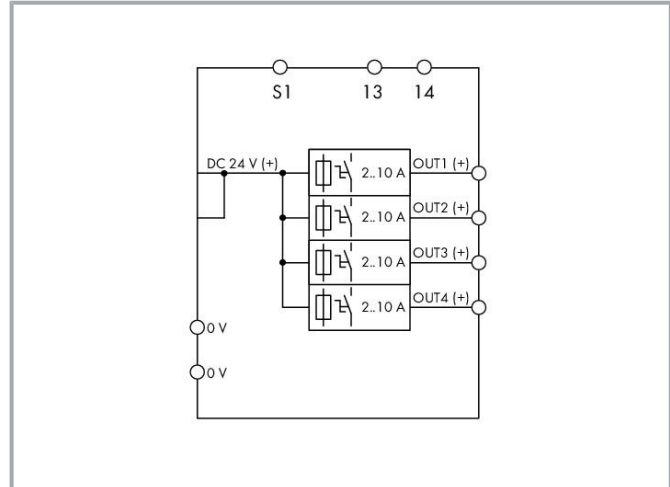 S1 13 14
DC 24 V (+)
2..10 A
OUT1 (+)
2..10 A
OUT2 (+)
2..10 A
OUT3 (+)
2..10 A
OUT4 (+)
0 V
0 V